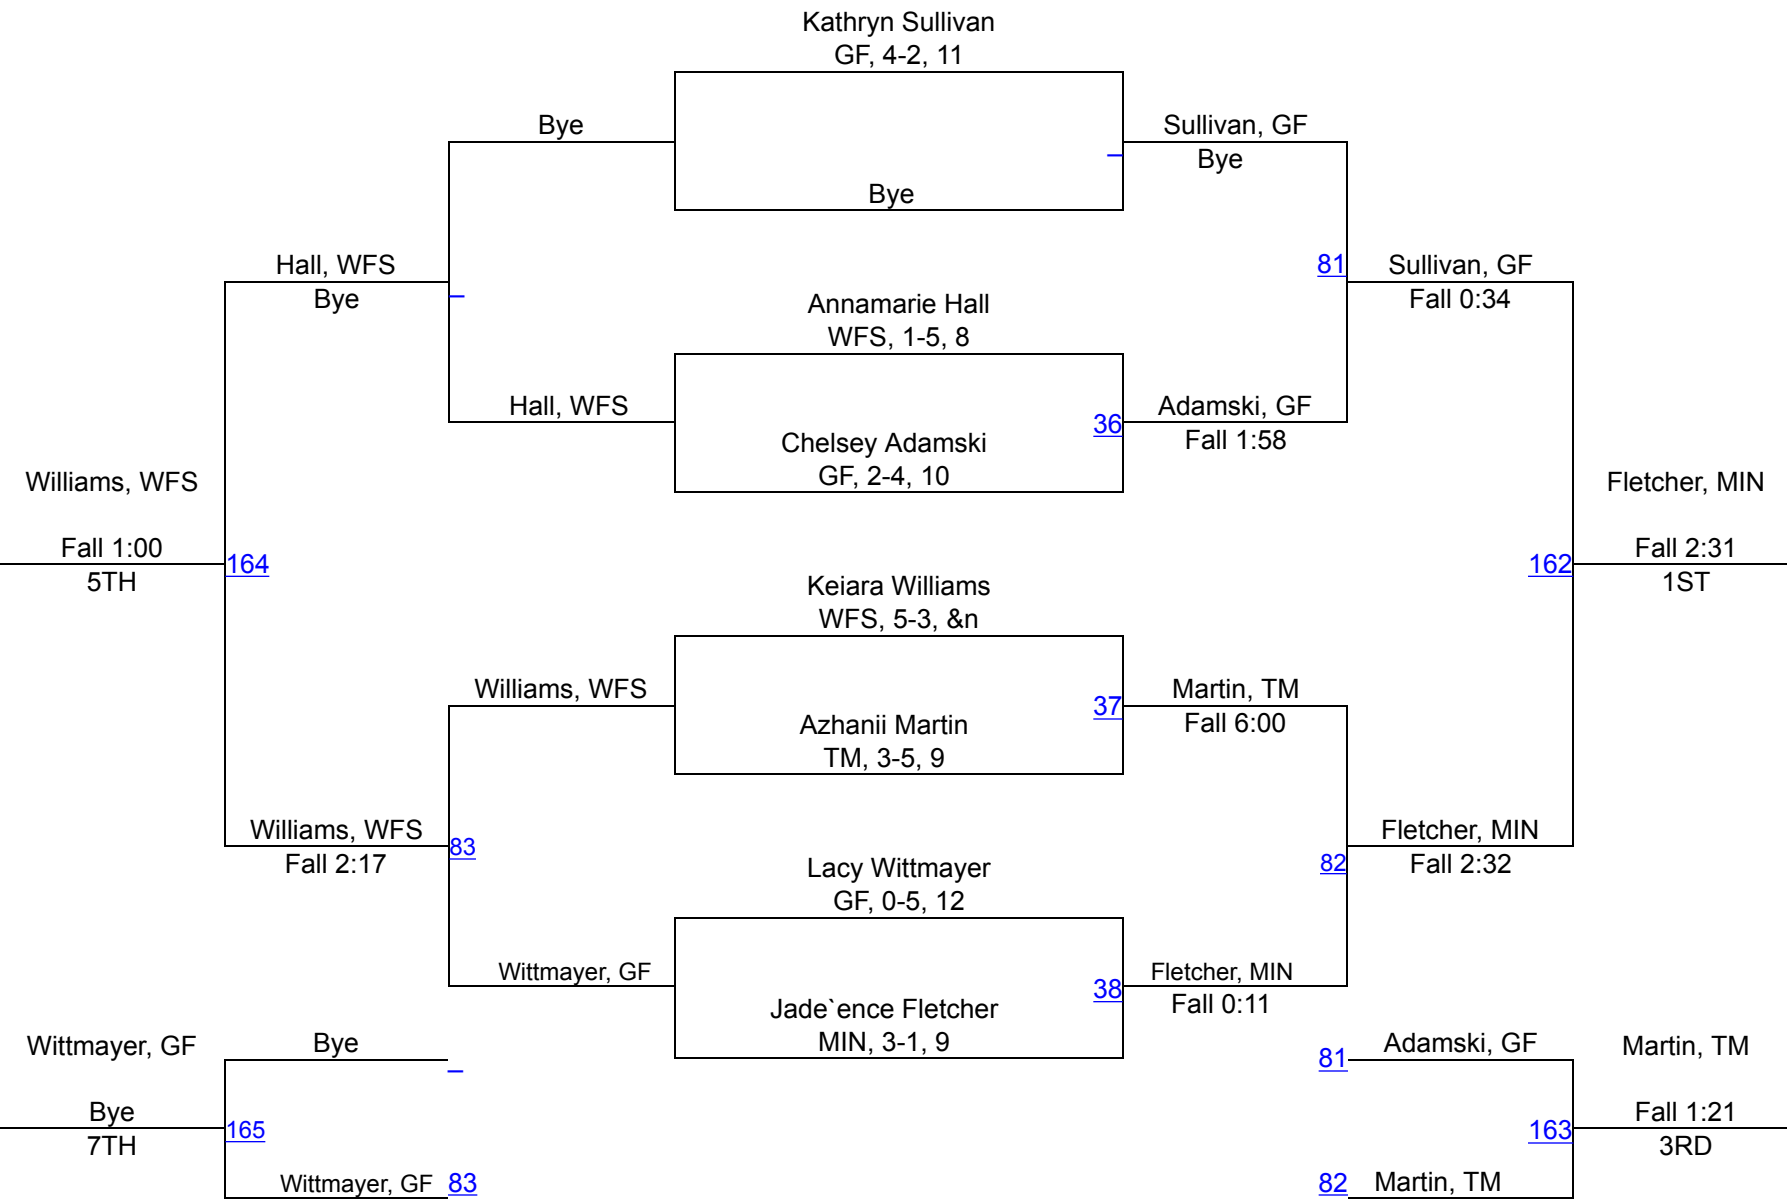 Kathryn Sullivan
GF, 4-2, 11
Bye
Sullivan, GF
Bye
Bye
Hall, WFS
Bye
81
Sullivan, GF
Fall 0:34
Annamarie Hall
WFS, 1-5, 8
Hall, WFS
36
Adamski, GF
Fall 1:58
Chelsey Adamski
GF, 2-4, 10
Williams, WFS
Fall 1:00
5TH
164
Fletcher, MIN
Fall 2:31
1ST
162
Keiara Williams
WFS, 5-3, &n
Williams, WFS
37
Martin, TM
Fall 6:00
Azhanii Martin
TM, 3-5, 9
Williams, WFS
Fall 2:17
83
Fletcher, MIN
Fall 2:32
82
Lacy Wittmayer
GF, 0-5, 12
Wittmayer, GF
38
Fletcher, MIN
Fall 0:11
Jade`ence Fletcher
MIN, 3-1, 9
Wittmayer, GF
Bye
7TH
Bye
165
Wittmayer, GF
83
81
Adamski, GF
Martin, TM
Fall 1:21
3RD
163
82
Martin, TM